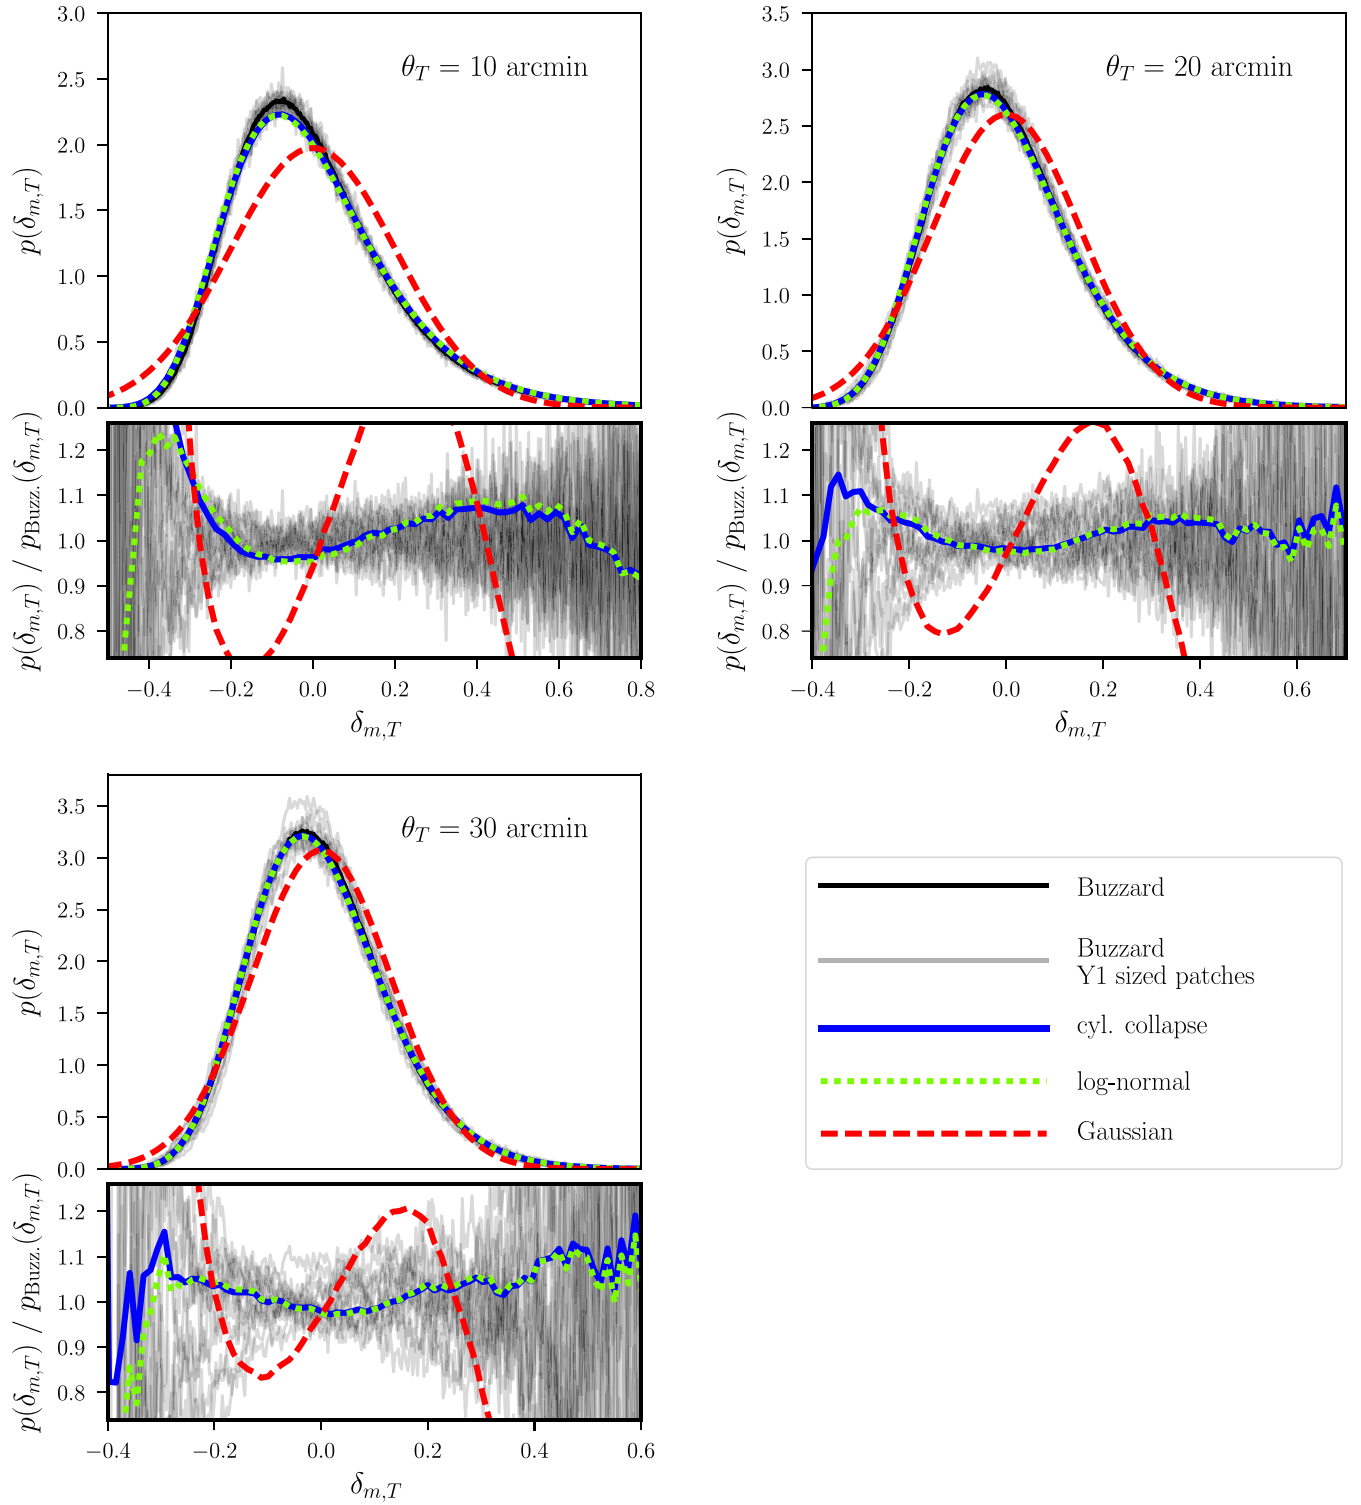 3.0
2.5
2.0
1.5
1.0
0.5
0.0
p(δ_{m,T})
θ_T = 10 arcmin
1.2
1.1
1.0
0.9
0.8
p(δ_{m,T}) / p_{Buzz.}(δ_{m,T})
−0.4 −0.2 0.0 0.2 0.4 0.6 0.8
δ_{m,T}
3.5
3.0
2.5
2.0
1.5
1.0
0.5
0.0
p(δ_{m,T})
θ_T = 20 arcmin
1.2
1.1
1.0
0.9
0.8
p(δ_{m,T}) / p_{Buzz.}(δ_{m,T})
−0.4 −0.2 0.0 0.2 0.4 0.6
δ_{m,T}
3.5
3.0
2.5
2.0
1.5
1.0
0.5
0.0
p(δ_{m,T})
θ_T = 30 arcmin
1.2
1.1
1.0
0.9
0.8
p(δ_{m,T}) / p_{Buzz.}(δ_{m,T})
−0.4 −0.2 0.0 0.2 0.4 0.6
δ_{m,T}
Buzzard
Buzzard
Y1 sized patches
cyl. collapse
log-normal
Gaussian